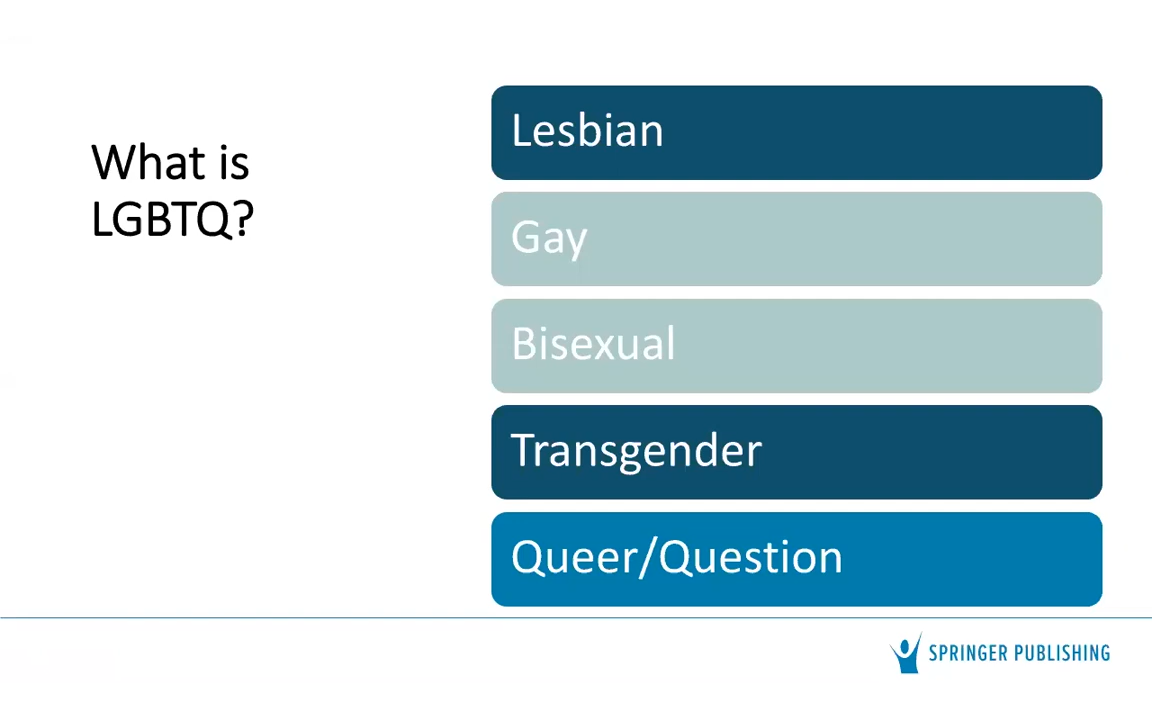 What is
LGBTQ?
Lesbian
Gay
Bisexual
Transgender
Queer/Question
SPRINGER PUBLISHING